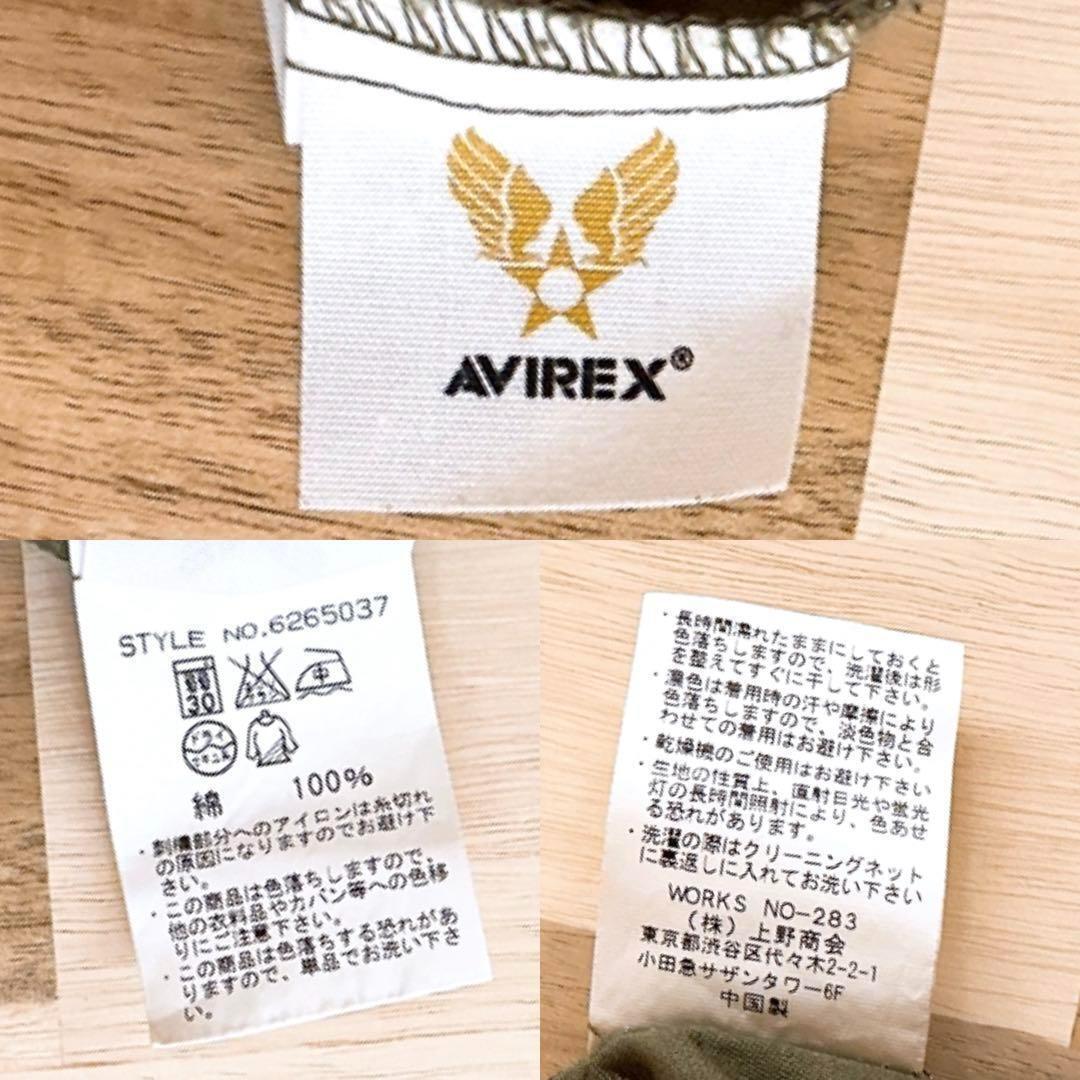 AVIREX®
STYLE NO.6265037
弱
30
エンソ
サラシ
中
ドライ
セキユ系
綿 100%
・刺繍部分へのアイロンは糸切れ
の原因になりますのでお避け下
さい。
・この商品は色落ちしますので、
他の衣料品やカバン等への色移
りにご注意下さい。
・この商品は色落ちする恐れがあ
りますので、単品でお洗い下さ
い。
・長時間濡れたままにしておくと
色落ちしますので、洗濯後は形
を整えてすぐに干して下さい。
・濃色は着用時の汗や摩擦により
色落ちしますので、淡色物と合
わせての着用はお避け下さい。
・乾燥機のご使用はお避け下さい
・生地の性質上、直射日光や蛍光
灯の長時間照射により、色あせ
る恐れがあります。
・洗濯の際はクリーニングネット
に裏返しに入れてお洗い下さい
WORKS NO-283
(株)上野商会
東京都渋谷区代々木2-2-1
小田急サザンタワー6F
中国製